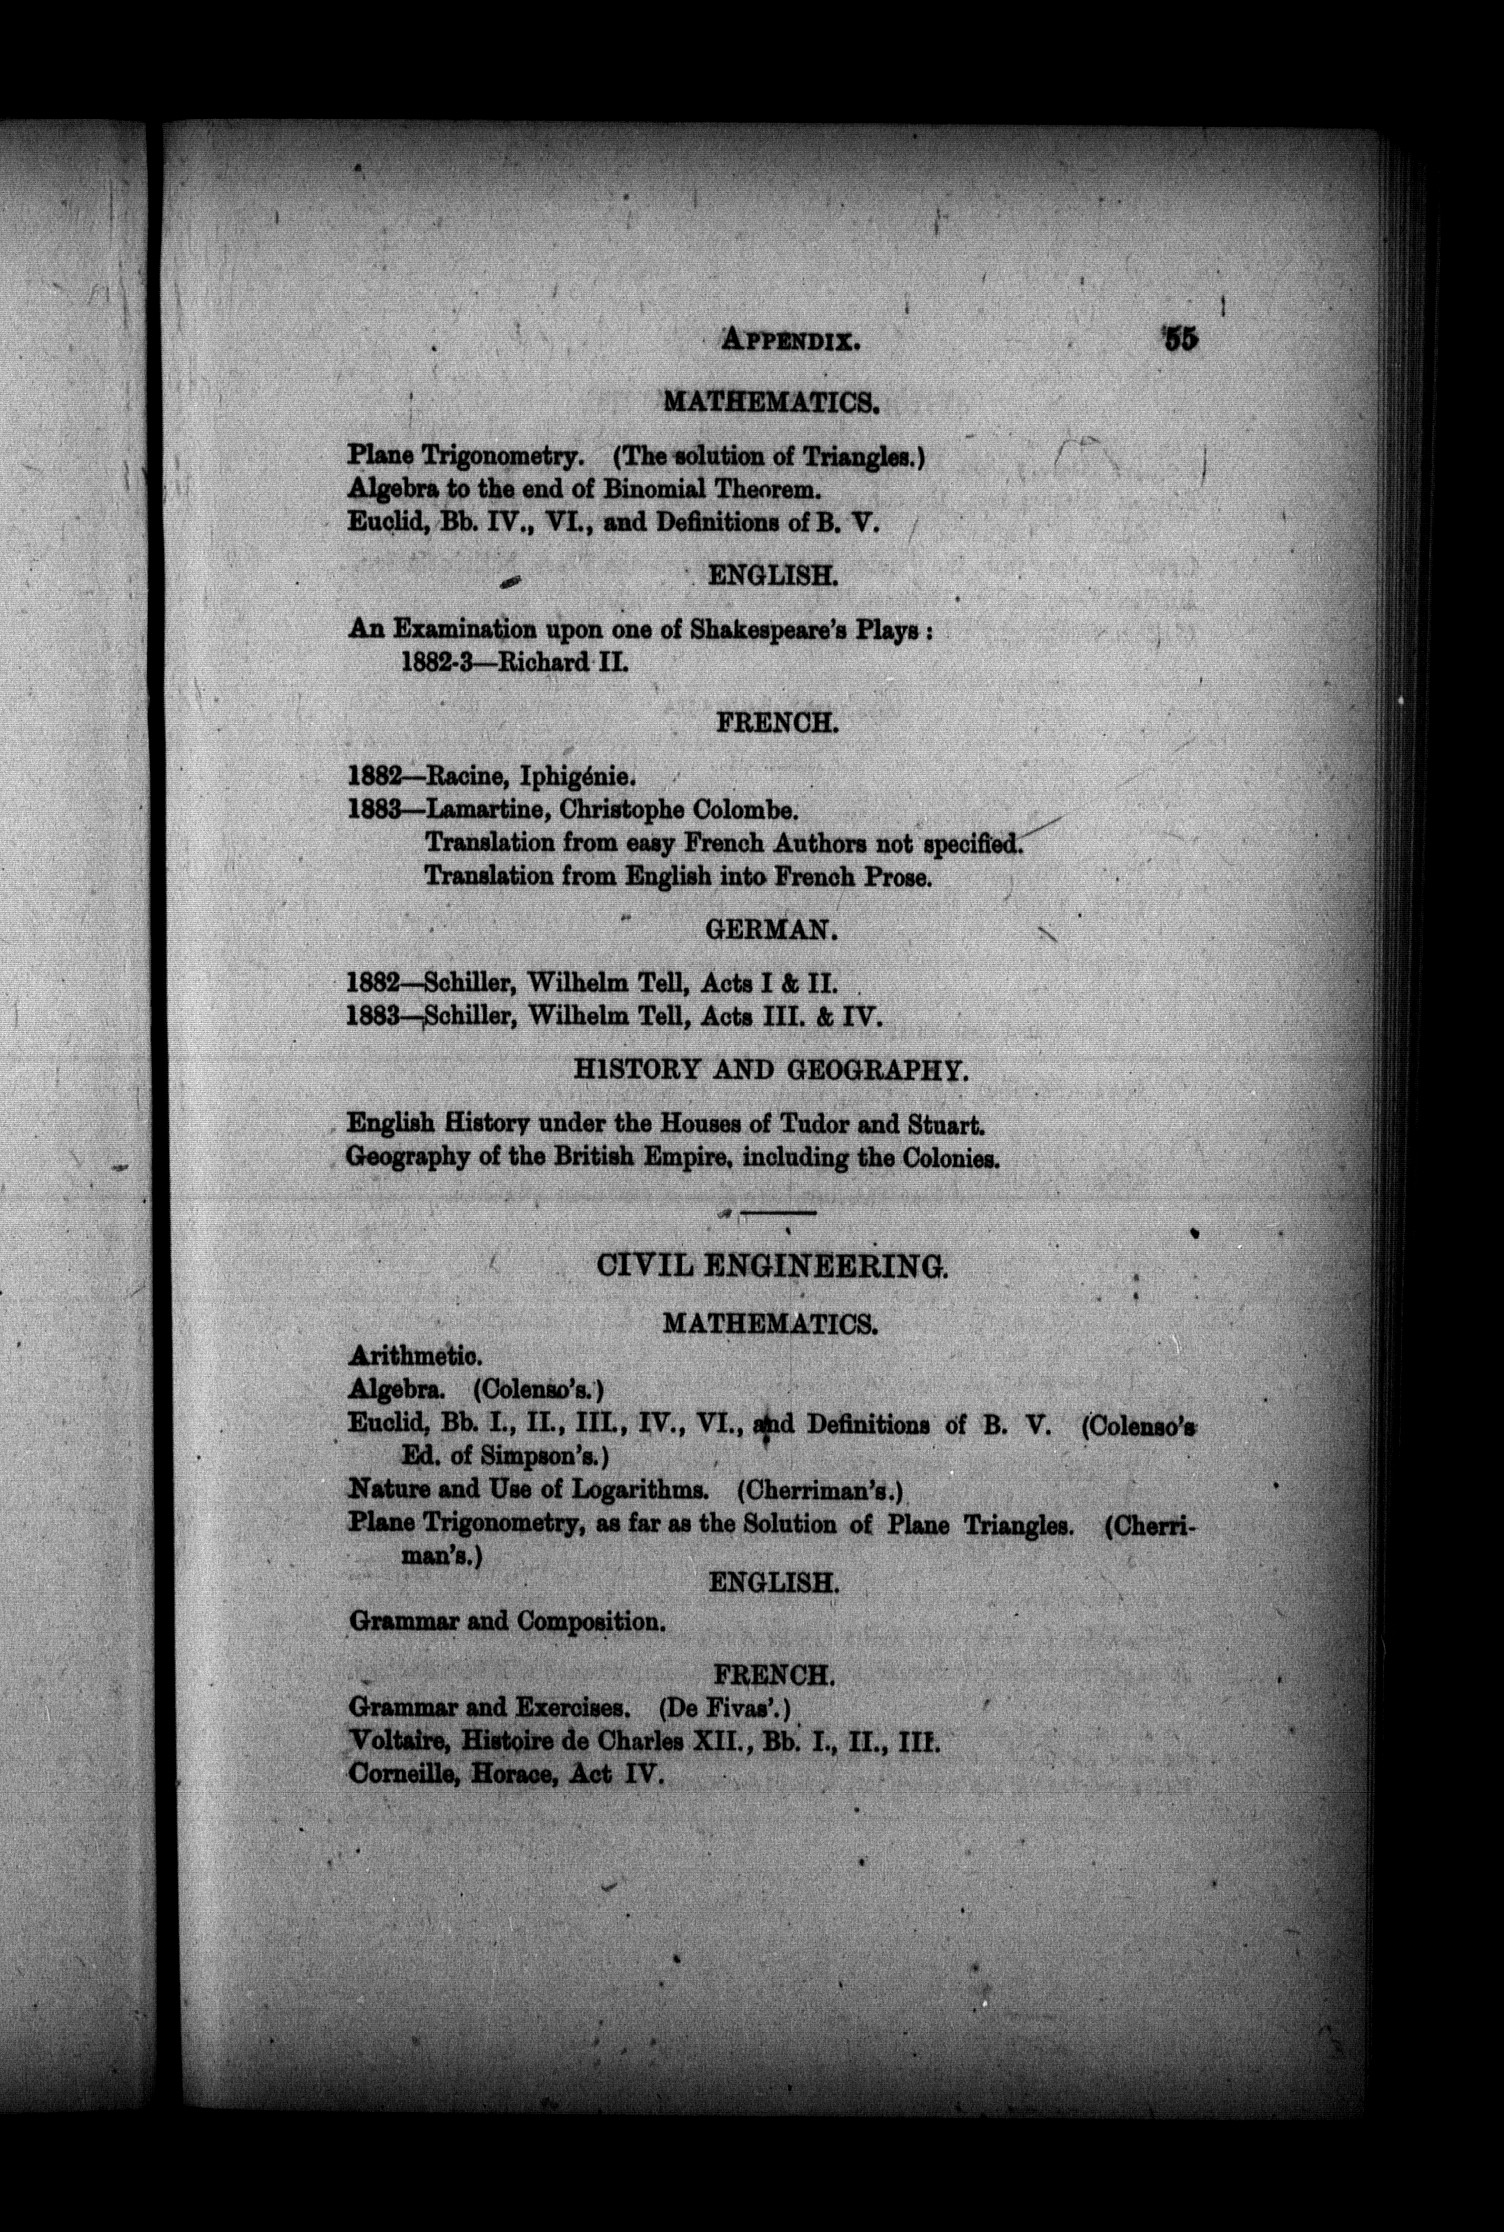 APPENDIX. 55
MATHEMATICS.
Plane Trigonometry. (The solution of Triangles.)
Algebra to the end of Binomial Theorem.
Euclid, Bb. IV., VI., and Definitions of B. V.
ENGLISH.
An Examination upon one of Shakespeare's Plays :
1882-3—Richard II.
FRENCH.
1882—Racine, Iphigénie.
1883—Lamartine, Christophe Colombe.
Translation from easy French Authors not specified.
Translation from English into French Prose.
GERMAN.
1882—Schiller, Wilhelm Tell, Acts I & II.
1883—Schiller, Wilhelm Tell, Acts III. & IV.
HISTORY AND GEOGRAPHY.
English History under the Houses of Tudor and Stuart.
Geography of the British Empire, including the Colonies.
CIVIL ENGINEERING.
MATHEMATICS.
Arithmetic.
Algebra. (Colenso's.)
Euclid, Bb. I., II., III., IV., VI., and Definitions of B. V. (Colenso's
Ed. of Simpson's.)
Nature and Use of Logarithms. (Cherriman's.)
Plane Trigonometry, as far as the Solution of Plane Triangles. (Cherri-
man's.)
ENGLISH.
Grammar and Composition.
FRENCH.
Grammar and Exercises. (De Fivas'.)
Voltaire, Histoire de Charles XII., Bb. I., II., III.
Corneille, Horace, Act IV.